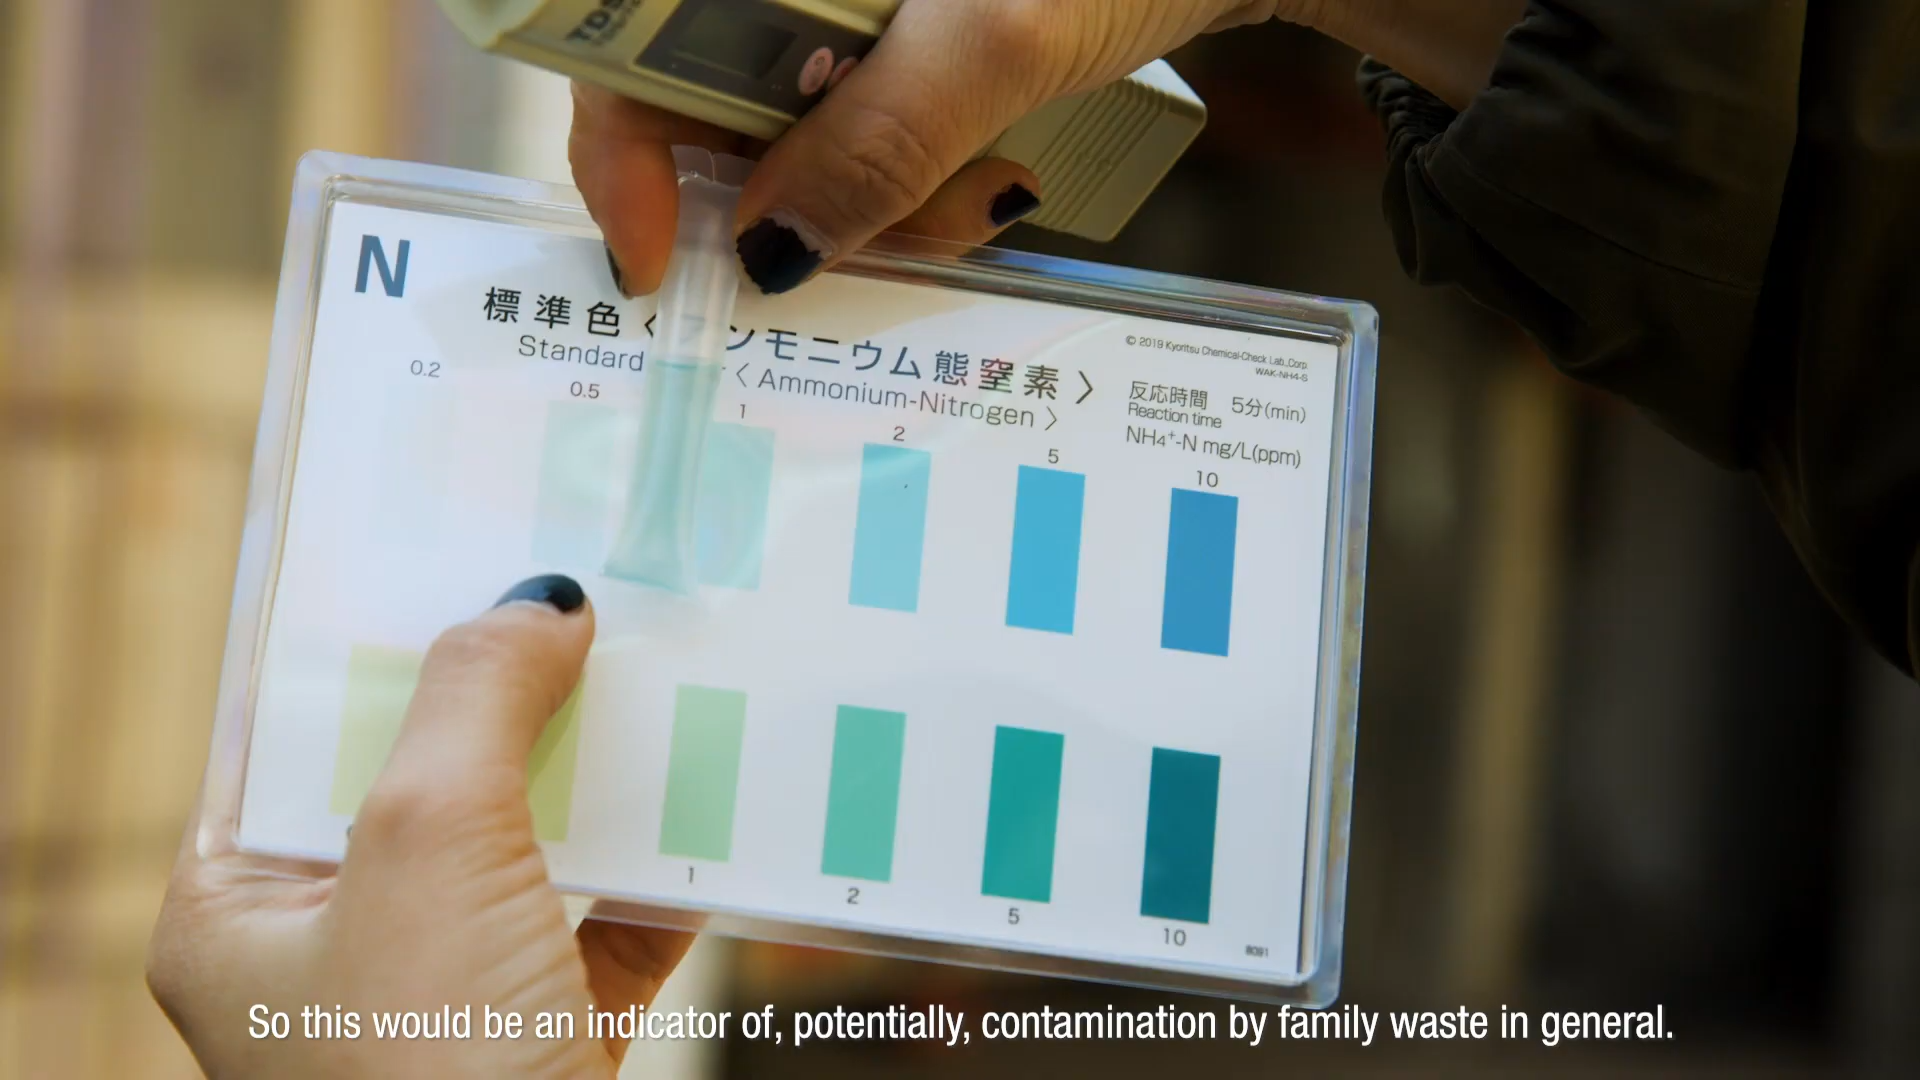 TDS
N
標準色〈アンモニウム態窒素〉
Standard 〈 Ammonium-Nitrogen 〉
© 2019 Kyoritsu Chemical-Check Lab.,Corp.
WAK-NH4-S
反応時間 5分(min)
Reaction time
NH4+-N mg/L(ppm)
0.2 0.5 1 2 5 10
1 2 5 10
8091
So this would be an indicator of, potentially, contamination by family waste in general.